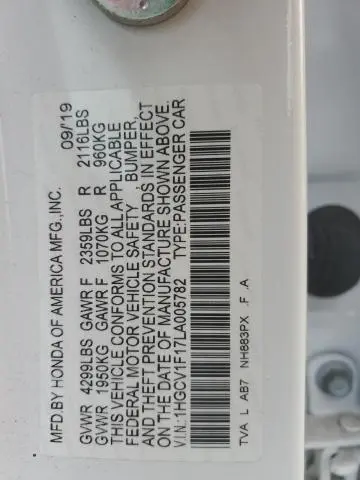 MFD.BY HONDA OF AMERICA MFG.,INC. 09/19
GVWR 4299LBS GAWR F 2359LBS R 2116LBS
GVWR 1950KG GAWR F 1070KG R 960KG
THIS VEHICLE CONFORMS TO ALL APPLICABLE
FEDERAL MOTOR VEHICLE SAFETY , BUMPER,
AND THEFT PREVENTION STANDARDS IN EFFECT
ON THE DATE OF MANUFACTURE SHOWN ABOVE.
V.I.N.:1HGCV1F17LA005782 TYPE:PASSENGER CAR
TVA L AB7 NH883PX .F .A